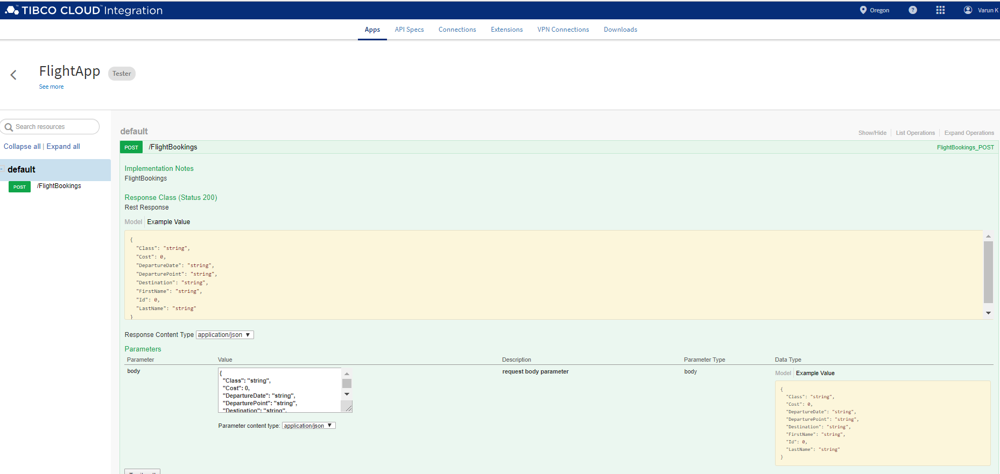 TIBCO CLOUD™ Integration
Oregon
?
Varun K
Apps
API Specs
Connections
Extensions
VPN Connections
Downloads
FlightApp
Tester
See more
Search resources
Collapse all | Expand all
default
POST /FlightBookings
default
Show/Hide
List Operations
Expand Operations
POST /FlightBookings
FlightBookings_POST
Implementation Notes
FlightBookings
Response Class (Status 200)
Rest Response
Model
Example Value
{
"Class": "string",
"Cost": 0,
"DepartureDate": "string",
"DeparturePoint": "string",
"Destination": "string",
"FirstName": "string",
"Id": 0,
"LastName": "string"
}
Response Content Type application/json
Parameters
Parameter
Value
Description
Parameter Type
Data Type
body
{
"Class": "string",
"Cost": 0,
"DepartureDate": "string",
"DeparturePoint": "string",
"Destination": "string",
Parameter content type: application/json
request body parameter
body
Model
Example Value
{
"Class": "string",
"Cost": 0,
"DepartureDate": "string",
"DeparturePoint": "string",
"Destination": "string",
"FirstName": "string",
"Id": 0,
"LastName": "string"
}